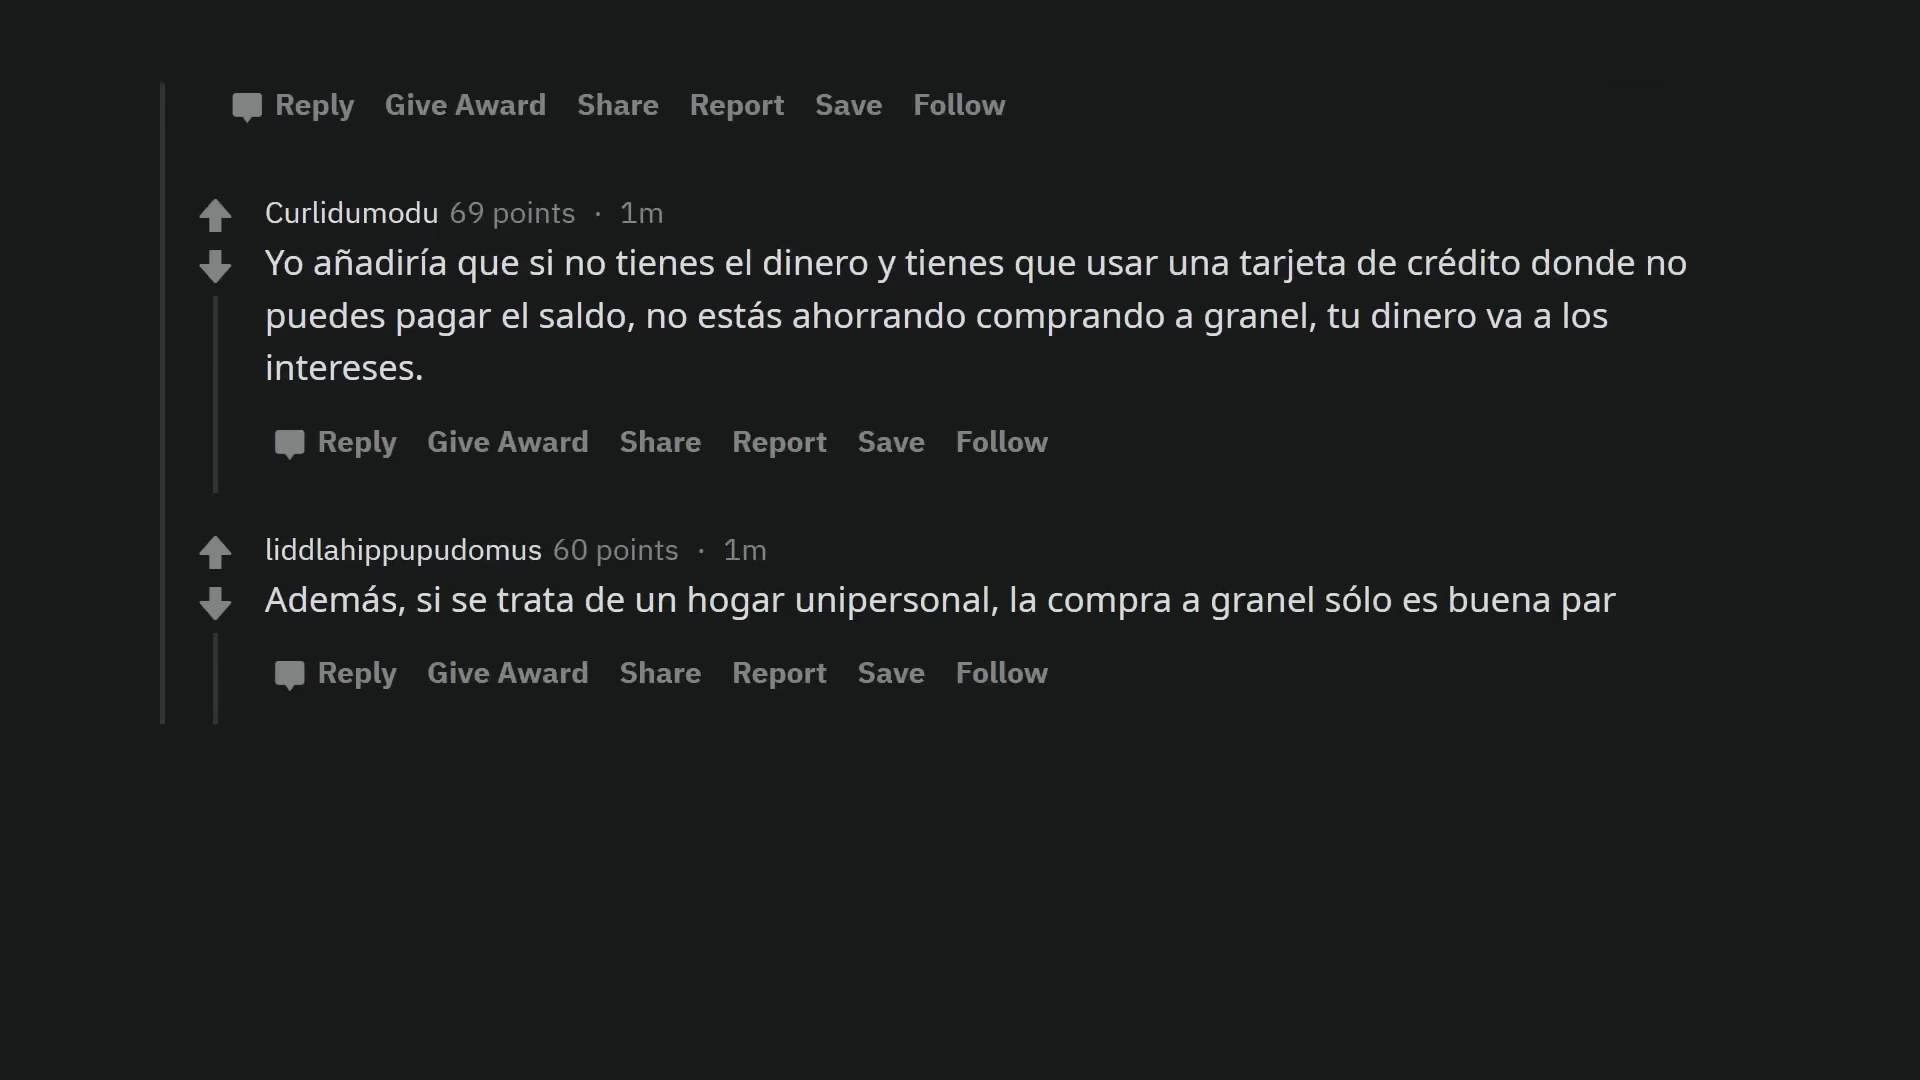 Reply Give Award Share Report Save Follow
Curlidumodu 69 points · 1m
Yo añadiría que si no tienes el dinero y tienes que usar una tarjeta de crédito donde no
puedes pagar el saldo, no estás ahorrando comprando a granel, tu dinero va a los
intereses.
Reply Give Award Share Report Save Follow
liddlahippupudomus 60 points · 1m
Además, si se trata de un hogar unipersonal, la compra a granel sólo es buena par
Reply Give Award Share Report Save Follow